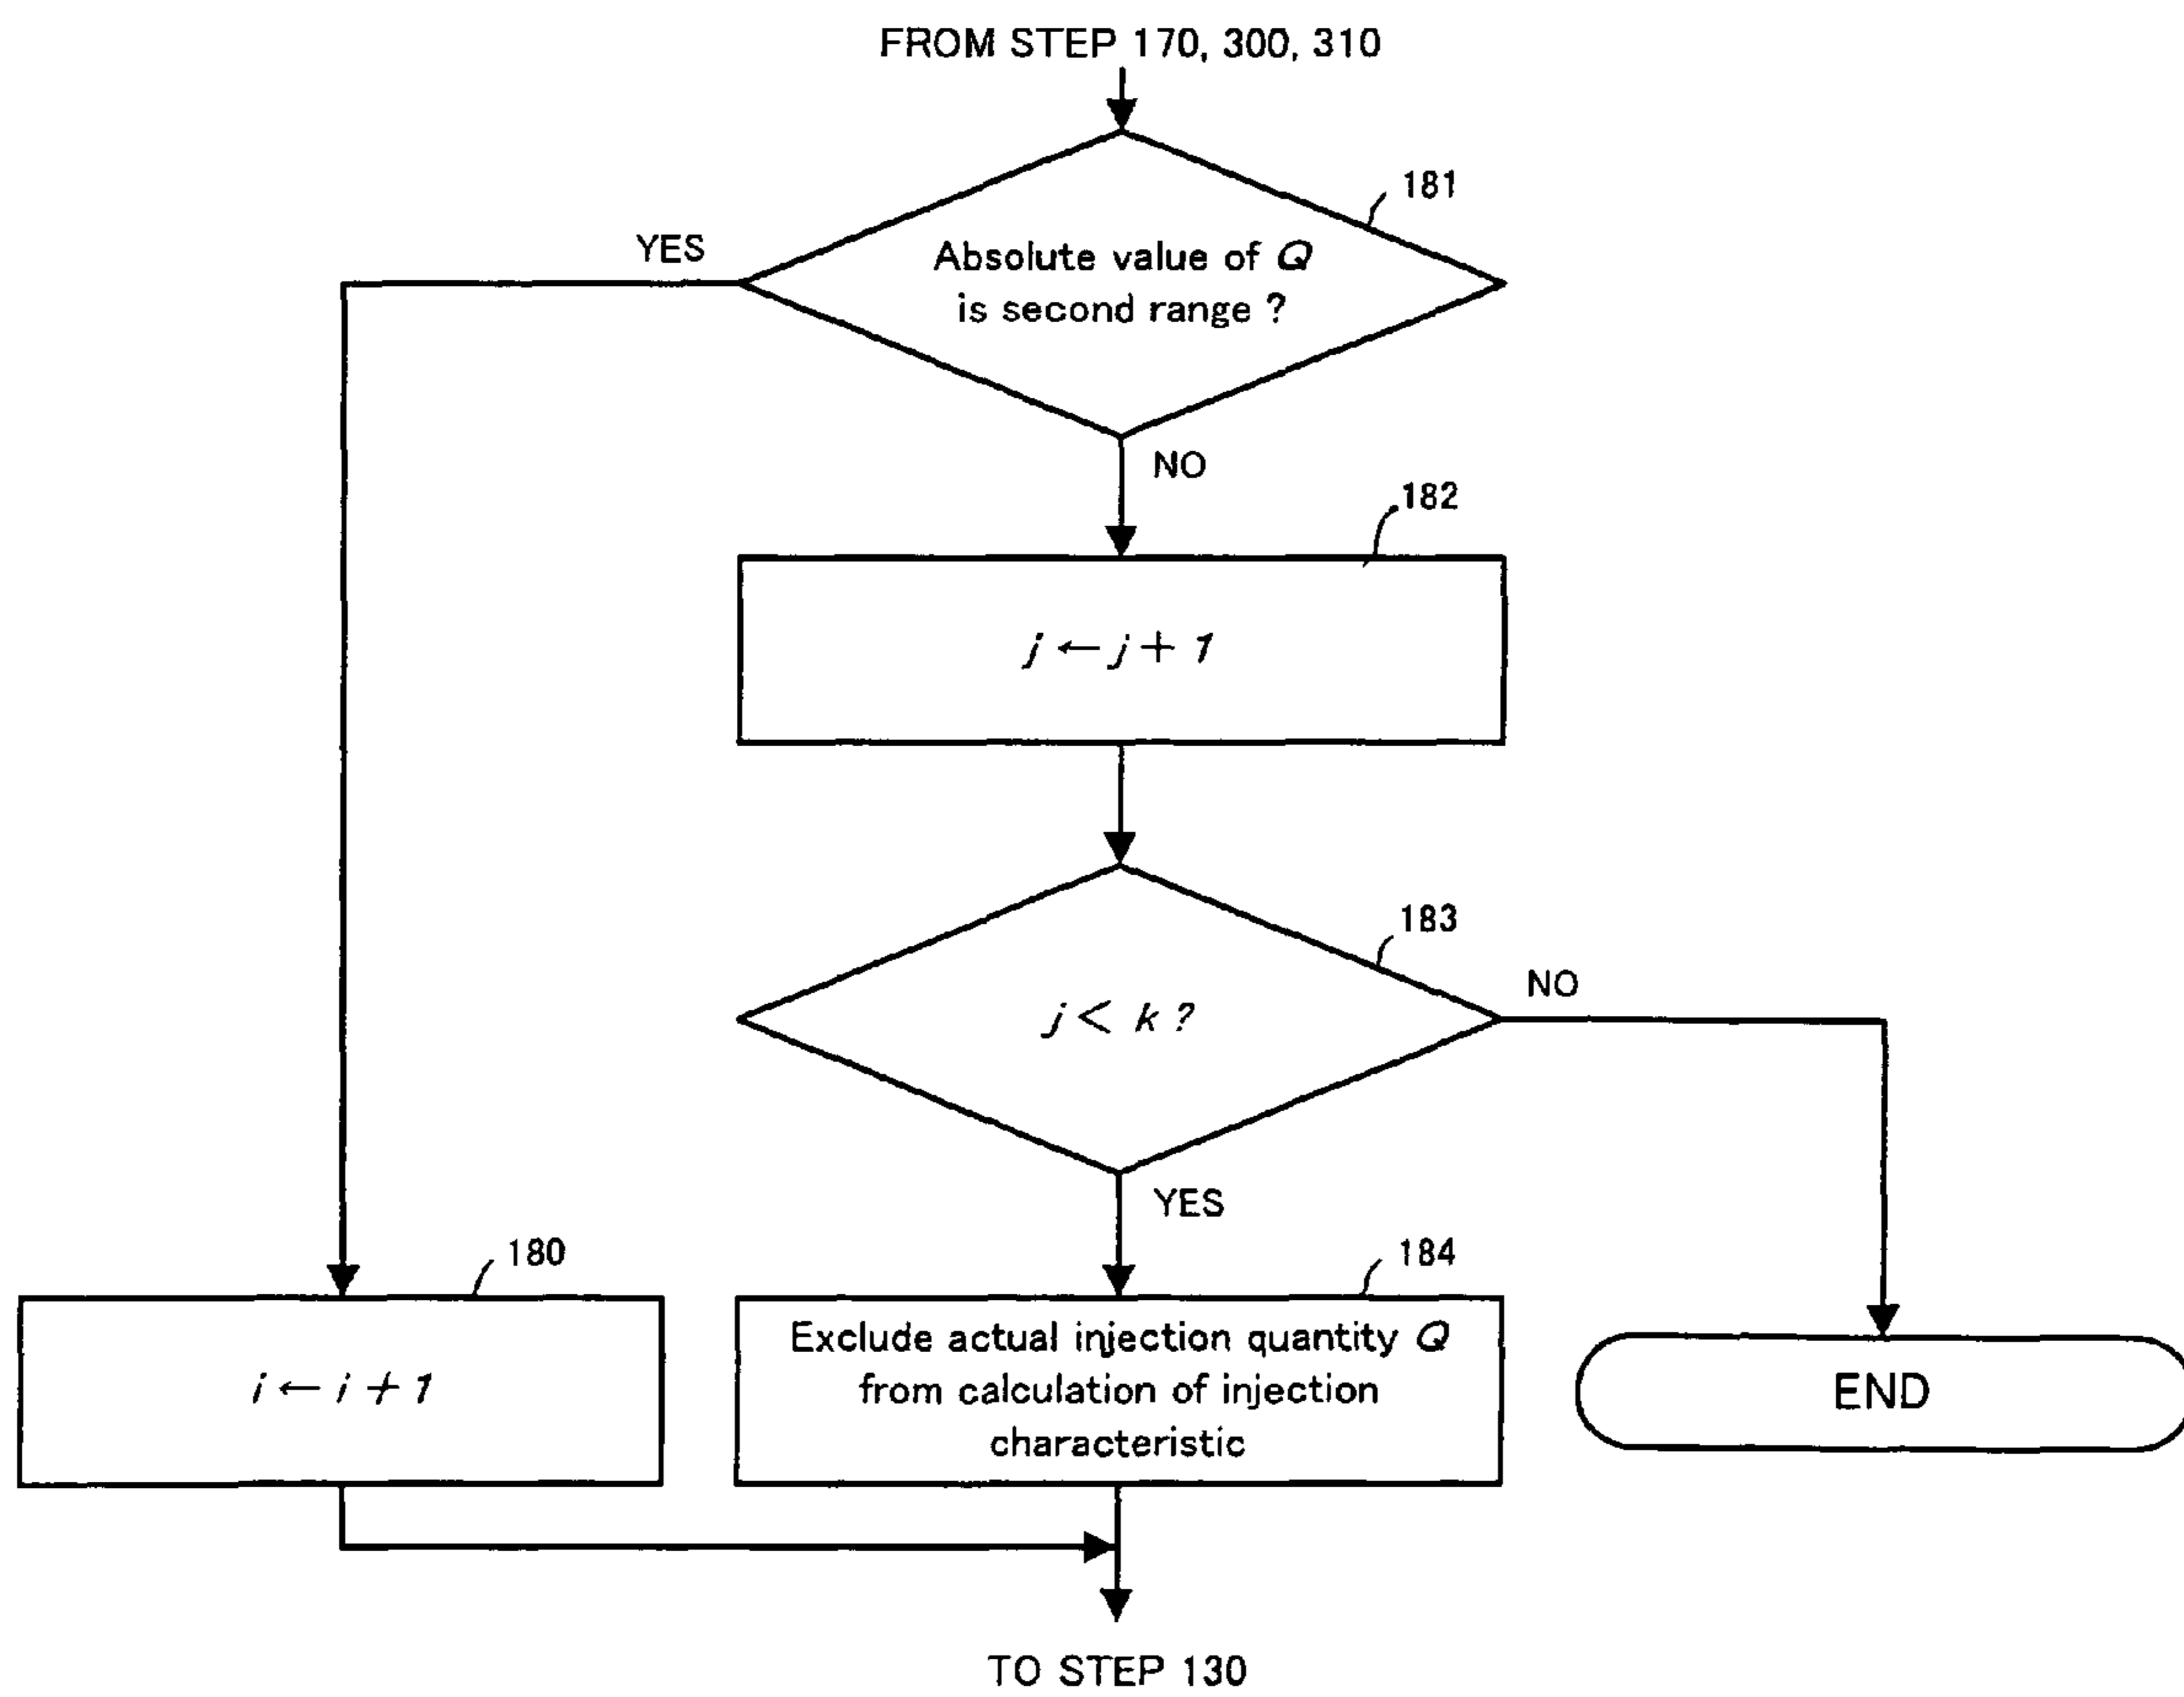 FROM STEP 170, 300, 310
181
YES
Absolute value of Q
is second range ?
NO
182
j ← j + 1
183
NO
j < k ?
YES
180
184
i ← i + 1
Exclude actual injection quantity Q
from calculation of injection
characteristic
END
TO STEP 130